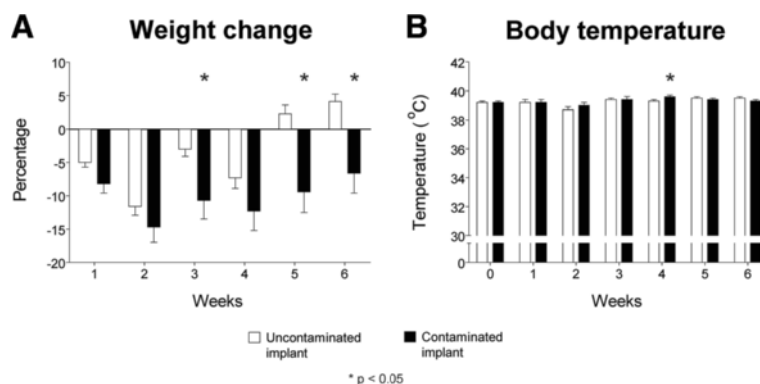 A Weight change
* * *
10
5
0
-5
-10
-15
-20
Percentage
1 2 3 4 5 6
Weeks
B Body temperature
*
42
40
38
36
34
32
30
0
Temperature (°C)
0 1 2 3 4 5 6
Weeks
Uncontaminated implant
Contaminated implant
* p < 0.05